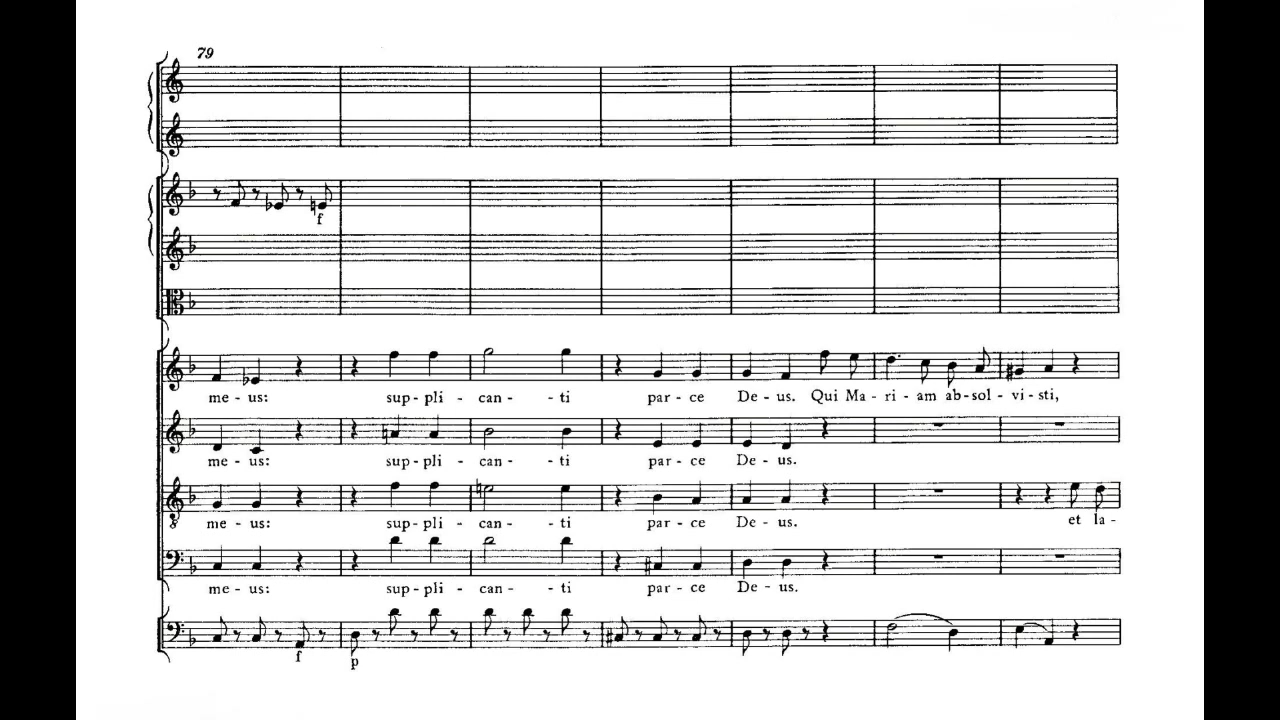 79
f
me - us: sup - pli - can - - ti par - ce De - us. Qui Ma - ri - am ab - sol - vi - sti,
me - us: sup - pli - can - - ti par - ce De - us.
me - us: sup - pli - can - - ti par - ce De - us. et la -
8
me - us: sup - pli - can - - ti par - ce De - us.
f
p